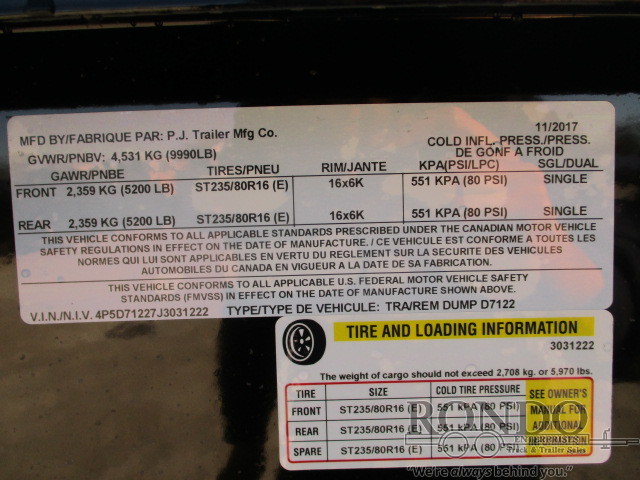 11/2017
MFD BY/FABRIQUE PAR: P.J. Trailer Mfg Co.
COLD INFL. PRESS./PRESS.
DE GONF A FROID
GVWR/PNBV: 4,531 KG (9990LB)
GAWR/PNBE TIRES/PNEU RIM/JANTE KPA(PSI/LPC) SGL/DUAL
FRONT 2,359 KG (5200 LB) ST235/80R16 (E) 16x6K 551 KPA (80 PSI) SINGLE
REAR 2,359 KG (5200 LB) ST235/80R16 (E) 16x6K 551 KPA (80 PSI) SINGLE
THIS VEHICLE CONFORMS TO ALL APPLICABLE STANDARDS PRESCRIBED UNDER THE CANADIAN MOTOR VEHICLE
SAFETY REGULATIONS IN EFFECT ON THE DATE OF MANUFACTURE. / CE VEHICULE EST CONFORME A TOUTES LES
NORMES QUI LUI SONT APPLICABLES EN VERTU DU REGLEMENT SUR LA SECURITE DES VEHICULES
AUTOMOBILES DU CANADA EN VIGUEUR A LA DATE DE SA FABRICATION.
THIS VEHICLE CONFORMS TO ALL APPLICABLE U.S. FEDERAL MOTOR VEHICLE SAFETY
STANDARDS (FMVSS) IN EFFECT ON THE DATE OF MANUFACTURE SHOWN ABOVE.
V.I.N./N.I.V. 4P5D71227J3031222 TYPE/TYPE DE VEHICULE: TRA/REM DUMP D7122
TIRE AND LOADING INFORMATION
3031222
The weight of cargo should not exceed 2,708 kg. or 5,970 lbs.
TIRE SIZE COLD TIRE PRESSURE
FRONT ST235/80R16 (E) 551 kPA (80 PSI)
REAR ST235/80R16 (E) 551 kPA (80 PSI)
SPARE ST235/80R16 (E) 551 kPA (80 PSI)
SEE OWNER'S
MANUAL FOR
ADDITIONAL
RONDO
ENTERPRISES
Truck & Trailer Sales
"We're always behind you."